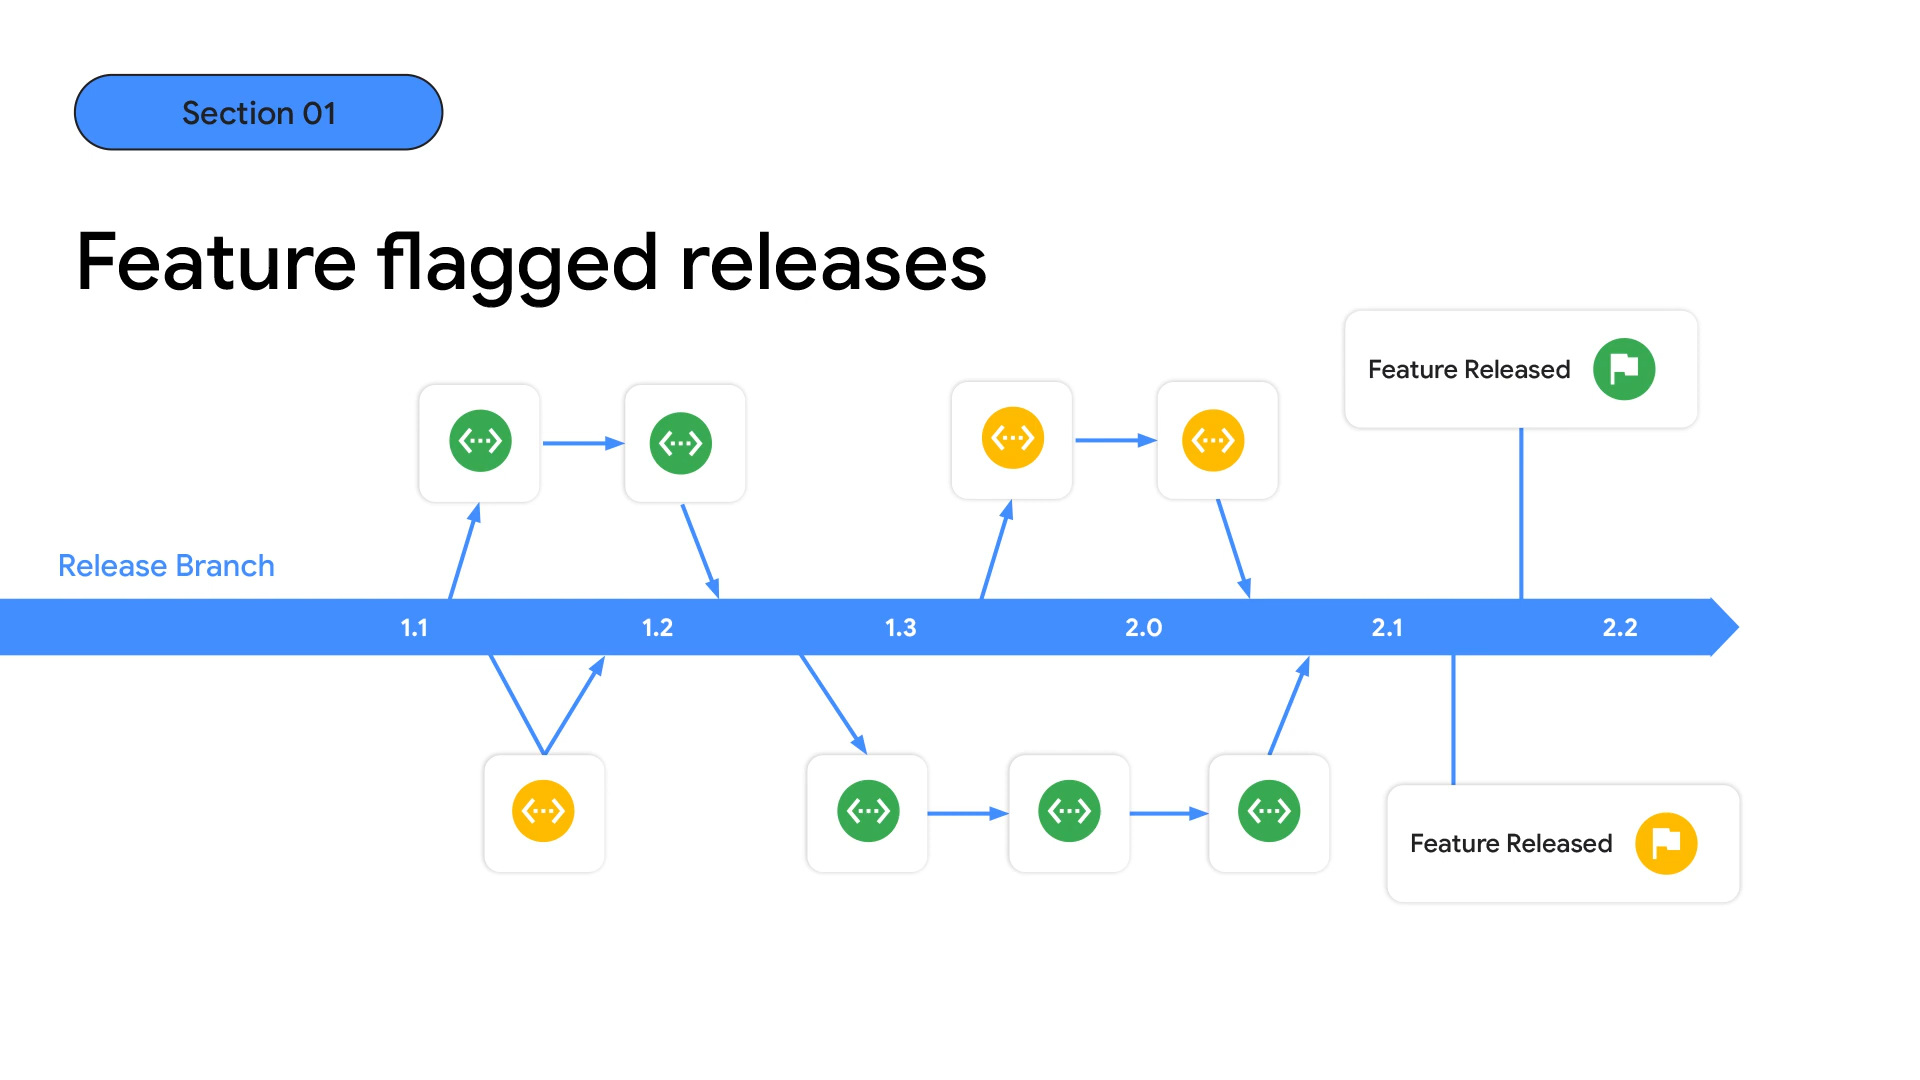 Section 01
Feature flagged releases
Feature Released
Release Branch
1.1 1.2 1.3 2.0 2.1 2.2
Feature Released